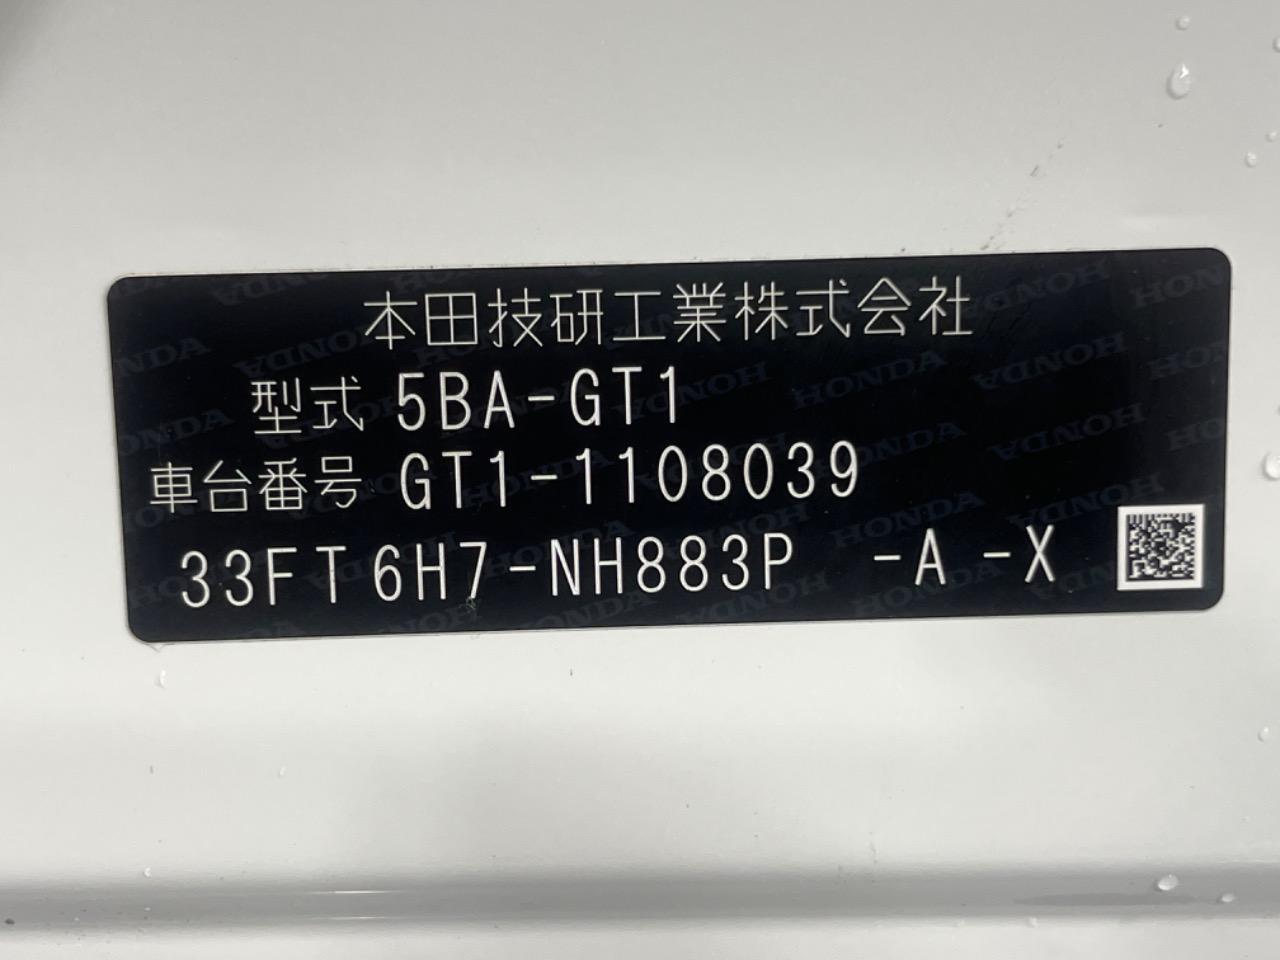 本田技研工業株式会社
型式 5BA-GT1
車台番号 GT1-1108039
33FT6H7-NH883P -A -X